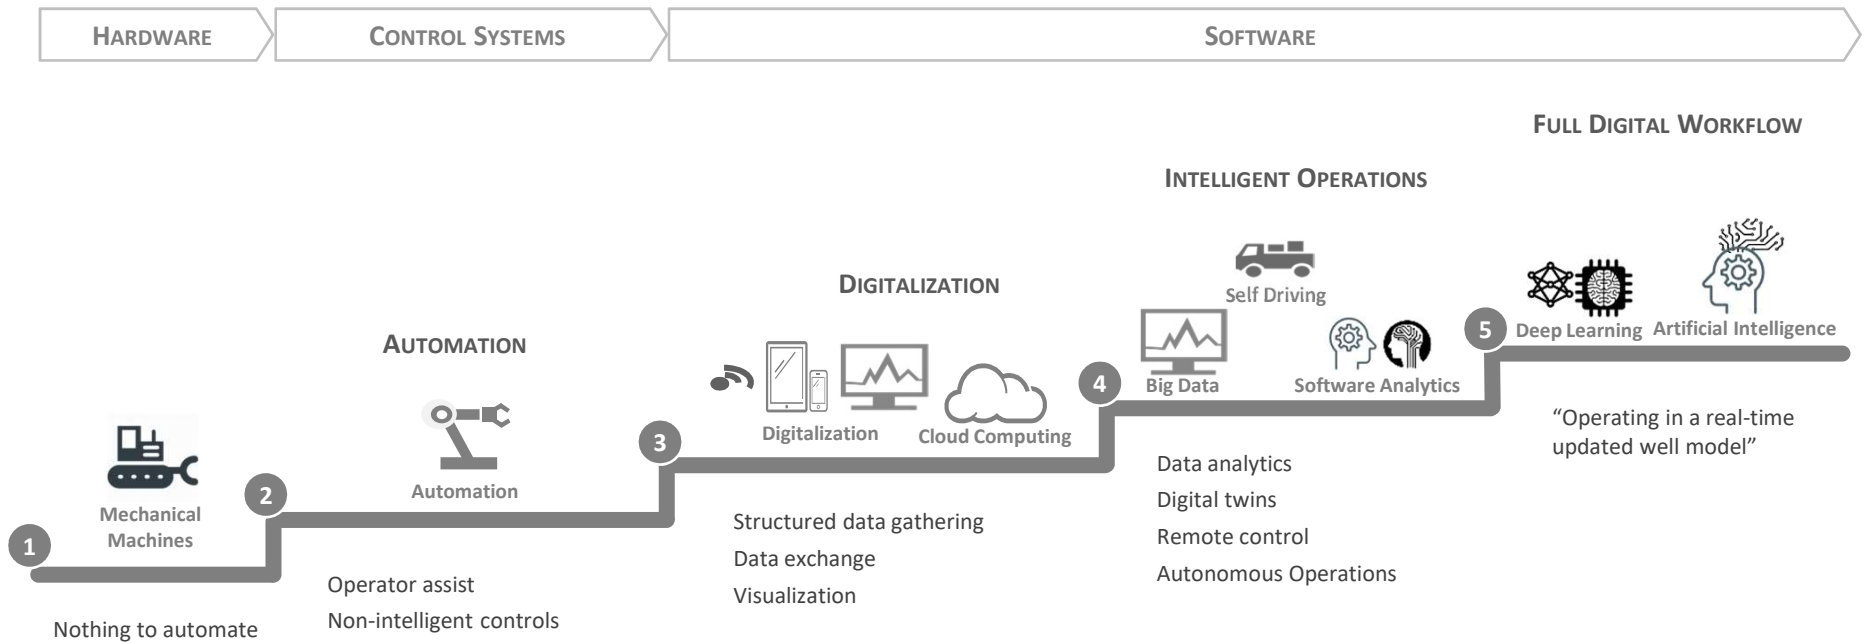 HARDWARE
CONTROL SYSTEMS
SOFTWARE
FULL DIGITAL WORKFLOW
INTELLIGENT OPERATIONS
DIGITALIZATION
AUTOMATION
1
Mechanical
Machines
Nothing to automate
2
Automation
Operator assist
Non-intelligent controls
3
Digitalization
Cloud Computing
Structured data gathering
Data exchange
Visualization
4
Self Driving
Big Data
Software Analytics
Data analytics
Digital twins
Remote control
Autonomous Operations
5
Deep Learning
Artificial Intelligence
“Operating in a real-time
updated well model”